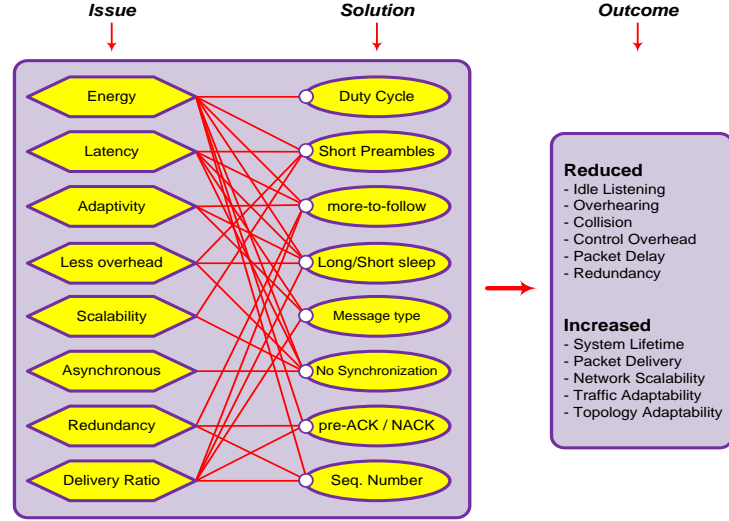 Issue Solution Outcome
Energy Duty Cycle
Latency Short Preambles
Adaptivity more-to-follow
Less overhead Long/Short sleep
Scalability Message type
Asynchronous No Synchronization
Redundancy pre-ACK / NACK
Delivery Ratio Seq. Number
Reduced
- Idle Listening
- Overhearing
- Collision
- Control Overhead
- Packet Delay
- Redundancy
Increased
- System Lifetime
- Packet Delivery
- Network Scalability
- Traffic Adaptability
- Topology Adaptability